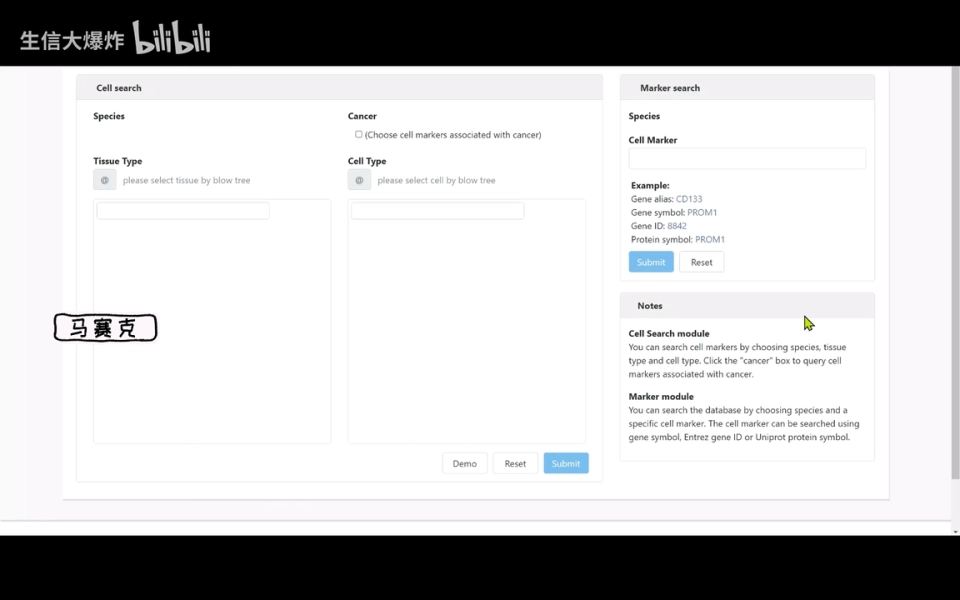 生信大爆炸 bilibili
Cell search
Species
Cancer
(Choose cell markers associated with cancer)
Tissue Type
@ please select tissue by blow tree
Cell Type
@ please select cell by blow tree
马赛克
Demo
Reset
Submit
Marker search
Species
Cell Marker
Example:
Gene alias: CD133
Gene symbol: PROM1
Gene ID: 8842
Protein symbol: PROM1
Submit
Reset
Notes
Cell Search module
You can search cell markers by choosing species, tissue
type and cell type. Click the "cancer" box to query cell
markers associated with cancer.
Marker module
You can search the database by choosing species and a
specific cell marker. The cell marker can be searched using
gene symbol, Entrez gene ID or Uniprot protein symbol.